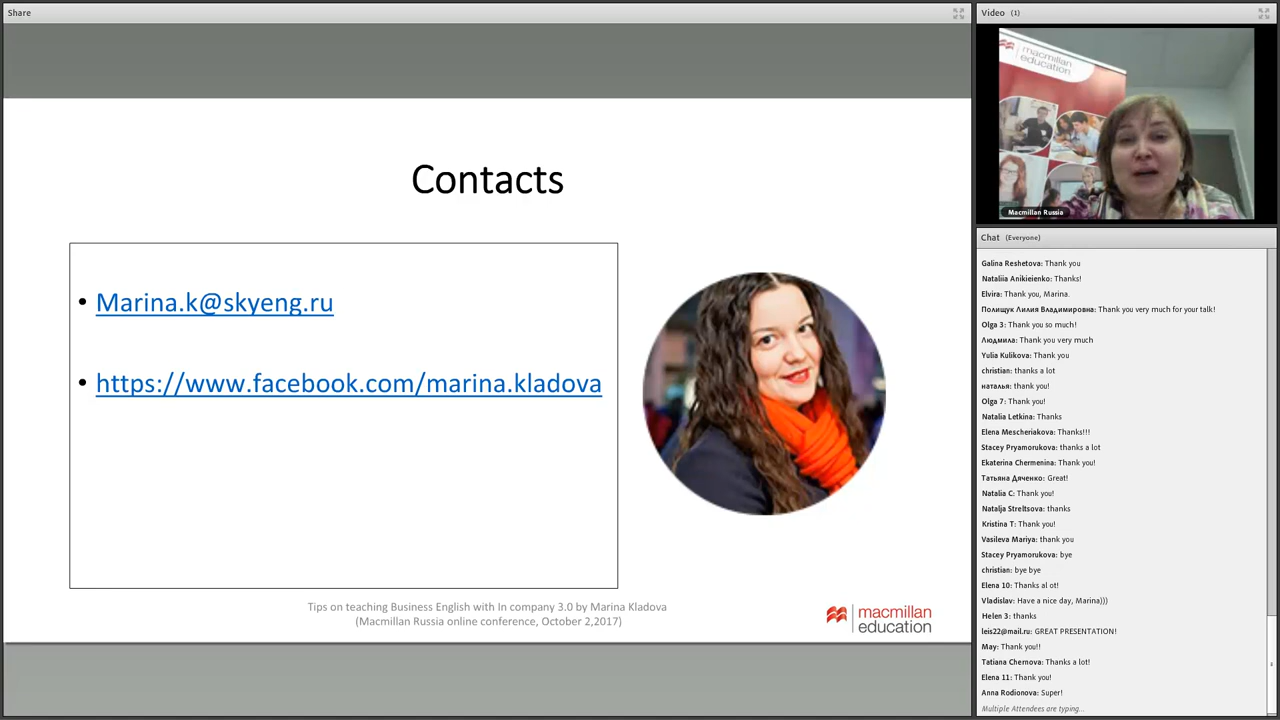 Share
Contacts
• Marina.k@skyeng.ru
• https://www.facebook.com/marina.kladova
Tips on teaching Business English with In company 3.0 by Marina Kladova
(Macmillan Russia online conference, October 2,2017)
macmillan
education
Video (1)
macmillan
education
Macmillan Russia
Chat (Everyone)
Galina Reshetova: Thank you
Nataliia Anikieienko: Thanks!
Elvira: Thank you, Marina.
Полищук Лилия Владимировна: Thank you very much for your talk!
Olga 3: Thank you so much!
Людмила: Thank you very much
Yulia Kulikova: Thank you
christian: thanks a lot
наталья: thank you!
Olga 7: Thank you!
Natalia Letkina: Thanks
Elena Mescheriakova: Thanks!!!
Stacey Pryamorukova: thanks a lot
Ekaterina Chermenina: Thank you!
Татьяна Дяченко: Great!
Natalia C: Thank you!
Natalja Streltsova: thanks
Kristina T: Thank you!
Vasileva Mariya: thank you
Stacey Pryamorukova: bye
christian: bye bye
Elena 10: Thanks al ot!
Vladislav: Have a nice day, Marina)))
Helen 3: thanks
leis22@mail.ru: GREAT PRESENTATION!
May: Thank you!!
Tatiana Chernova: Thanks a lot!
Elena 11: Thank you!
Anna Rodionova: Super!
Multiple Attendees are typing...